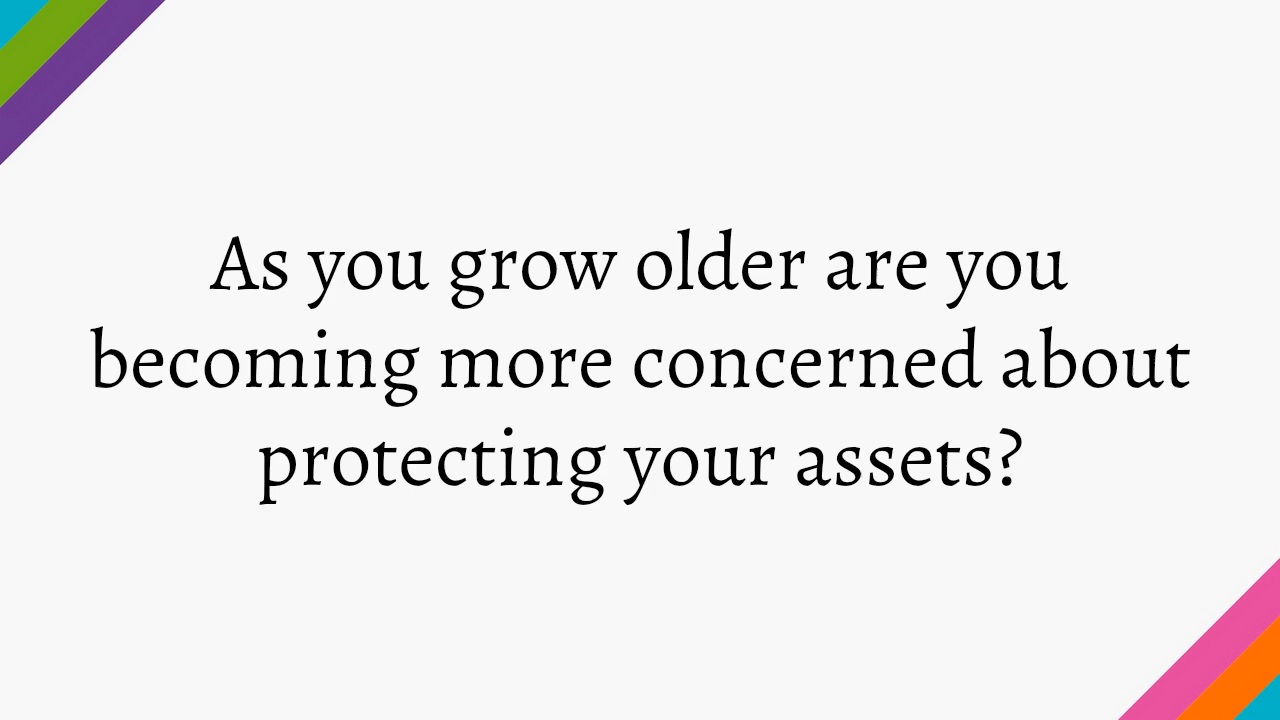 As you grow older are you
becoming more concerned about
protecting your assets?